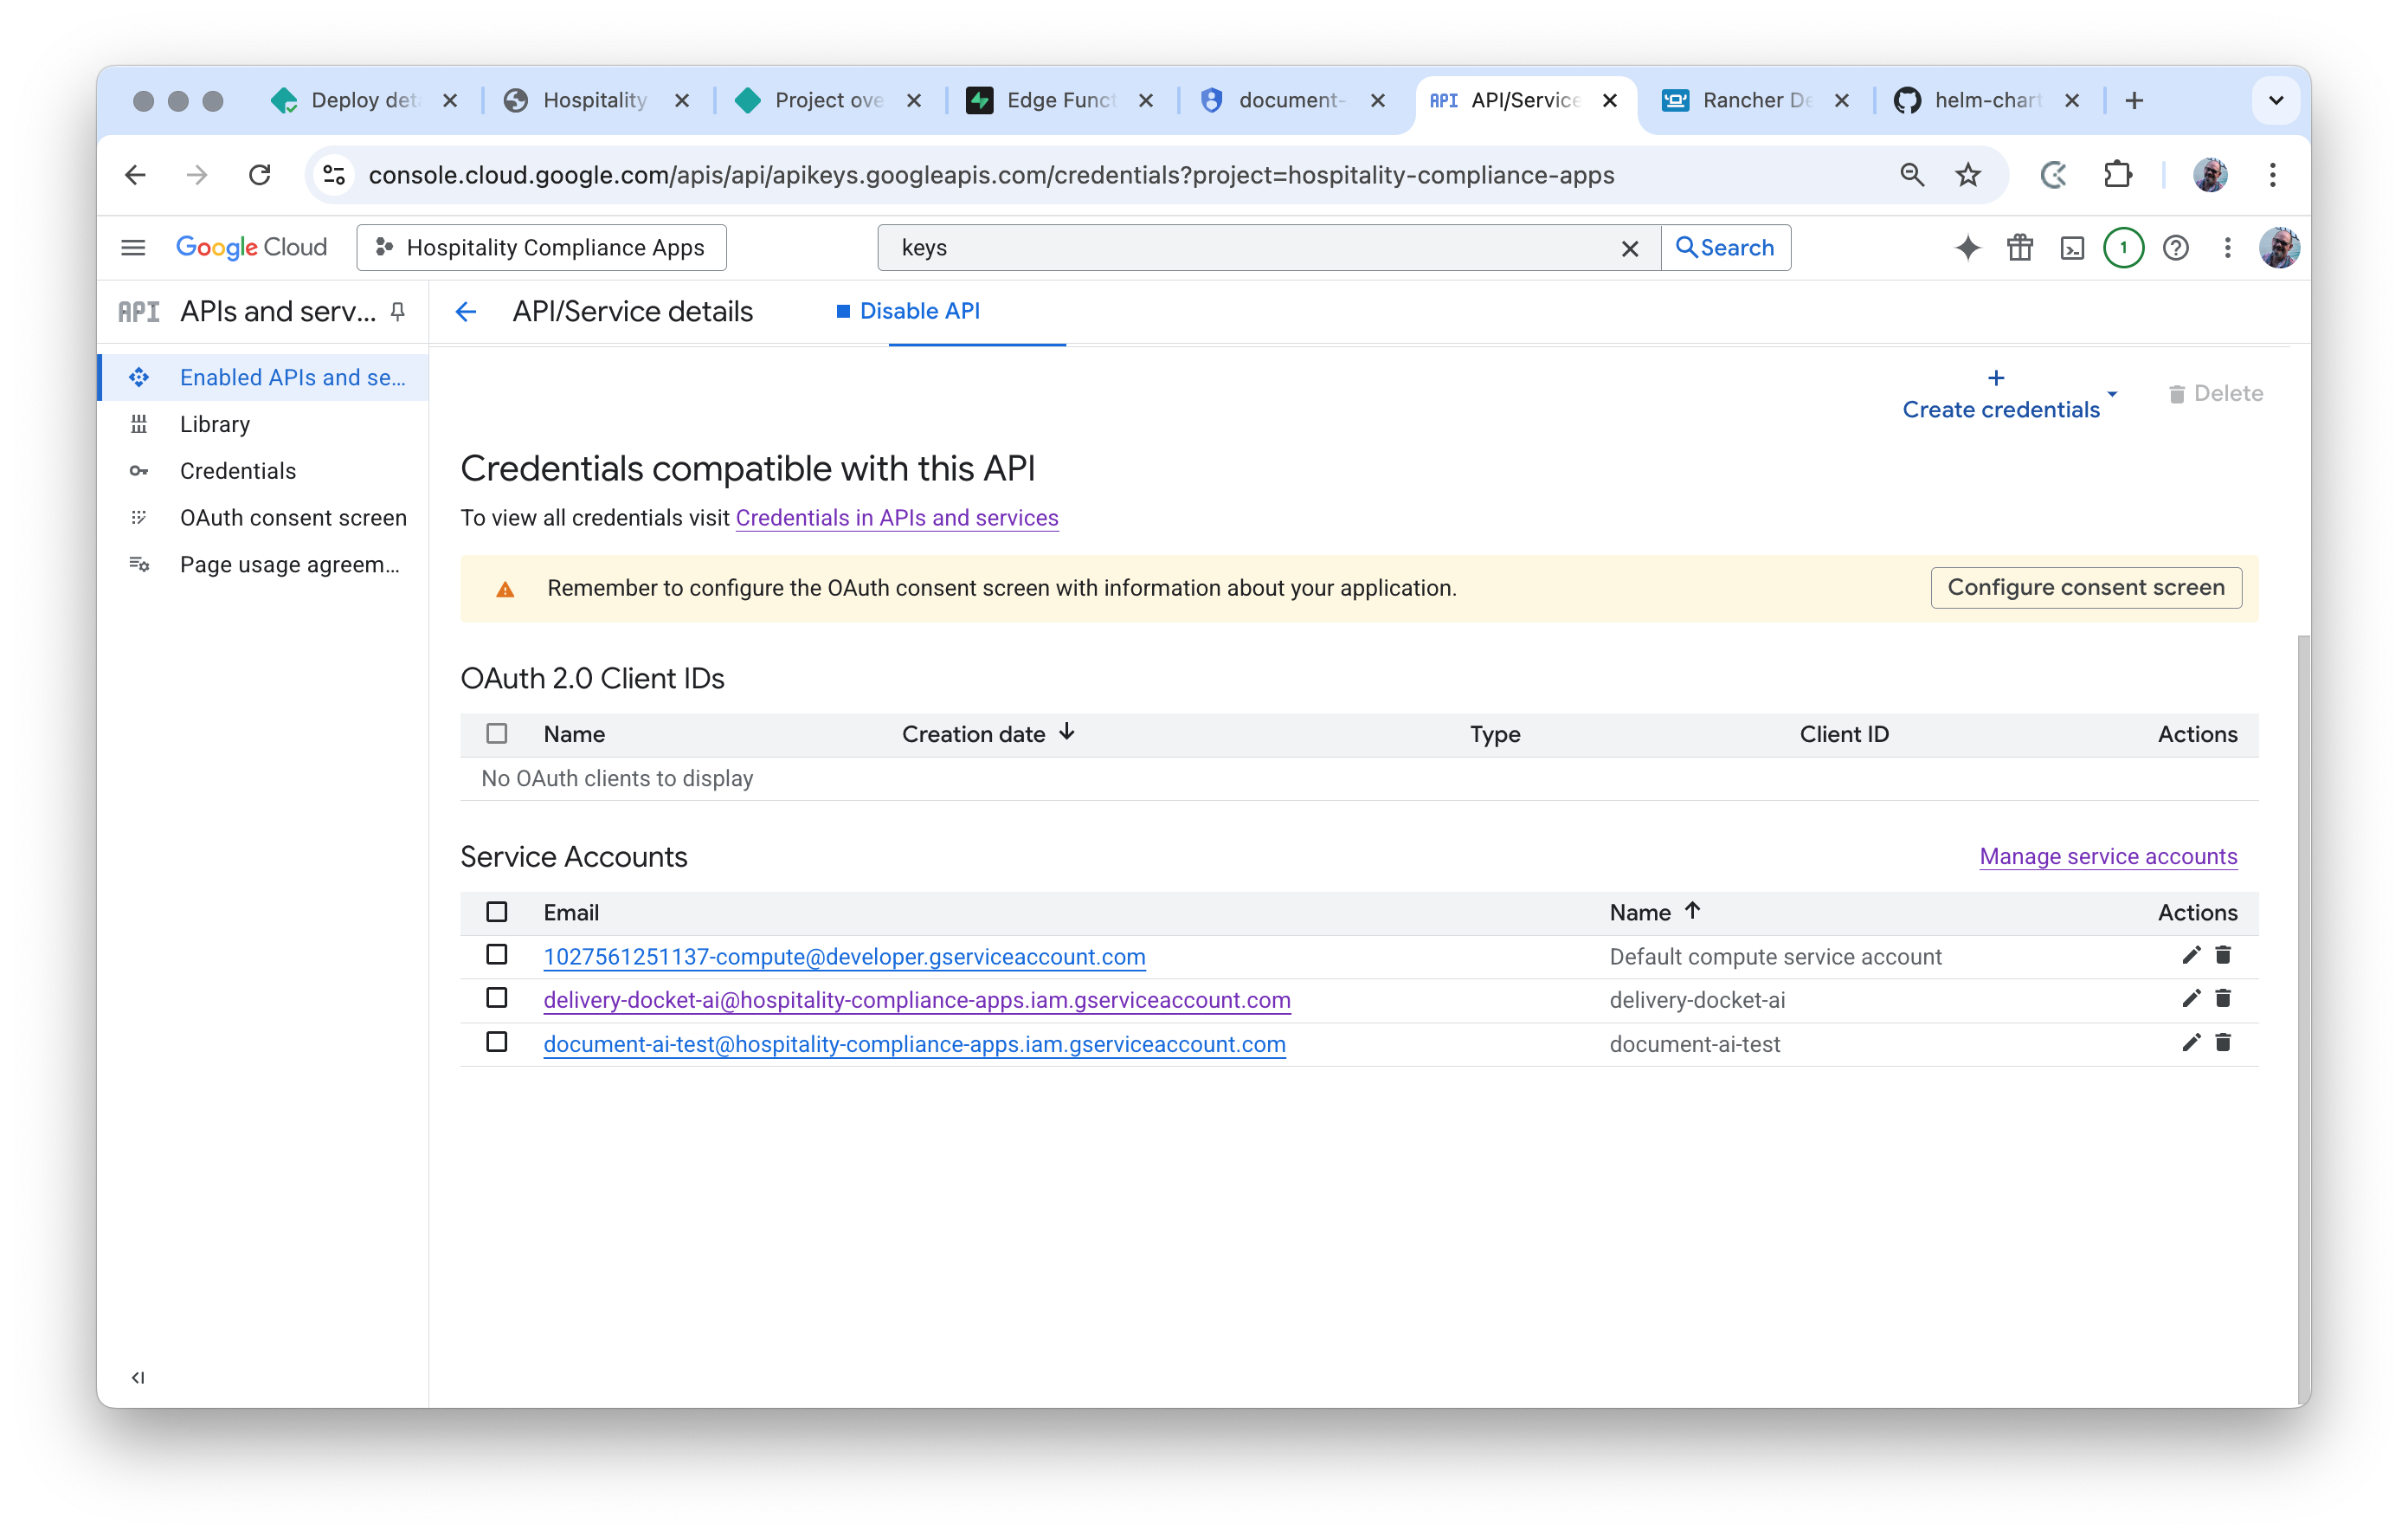 Deploy det
Hospitality
Project ove
Edge Funct
document-
API API/Service
Rancher De
helm-chart
console.cloud.google.com/apis/api/apikeys.googleapis.com/credentials?project=hospitality-compliance-apps
Google Cloud
Hospitality Compliance Apps
keys
Search
1
API APIs and serv...
API/Service details
Disable API
Enabled APIs and se...
Library
Credentials
OAuth consent screen
Page usage agreem...
Create credentials
Delete
Credentials compatible with this API
To view all credentials visit Credentials in APIs and services
Remember to configure the OAuth consent screen with information about your application.
Configure consent screen
OAuth 2.0 Client IDs
Name Creation date Type Client ID Actions
No OAuth clients to display
Service Accounts
Manage service accounts
Email Name Actions
1027561251137-compute@developer.gserviceaccount.com Default compute service account
delivery-docket-ai@hospitality-compliance-apps.iam.gserviceaccount.com delivery-docket-ai
document-ai-test@hospitality-compliance-apps.iam.gserviceaccount.com document-ai-test